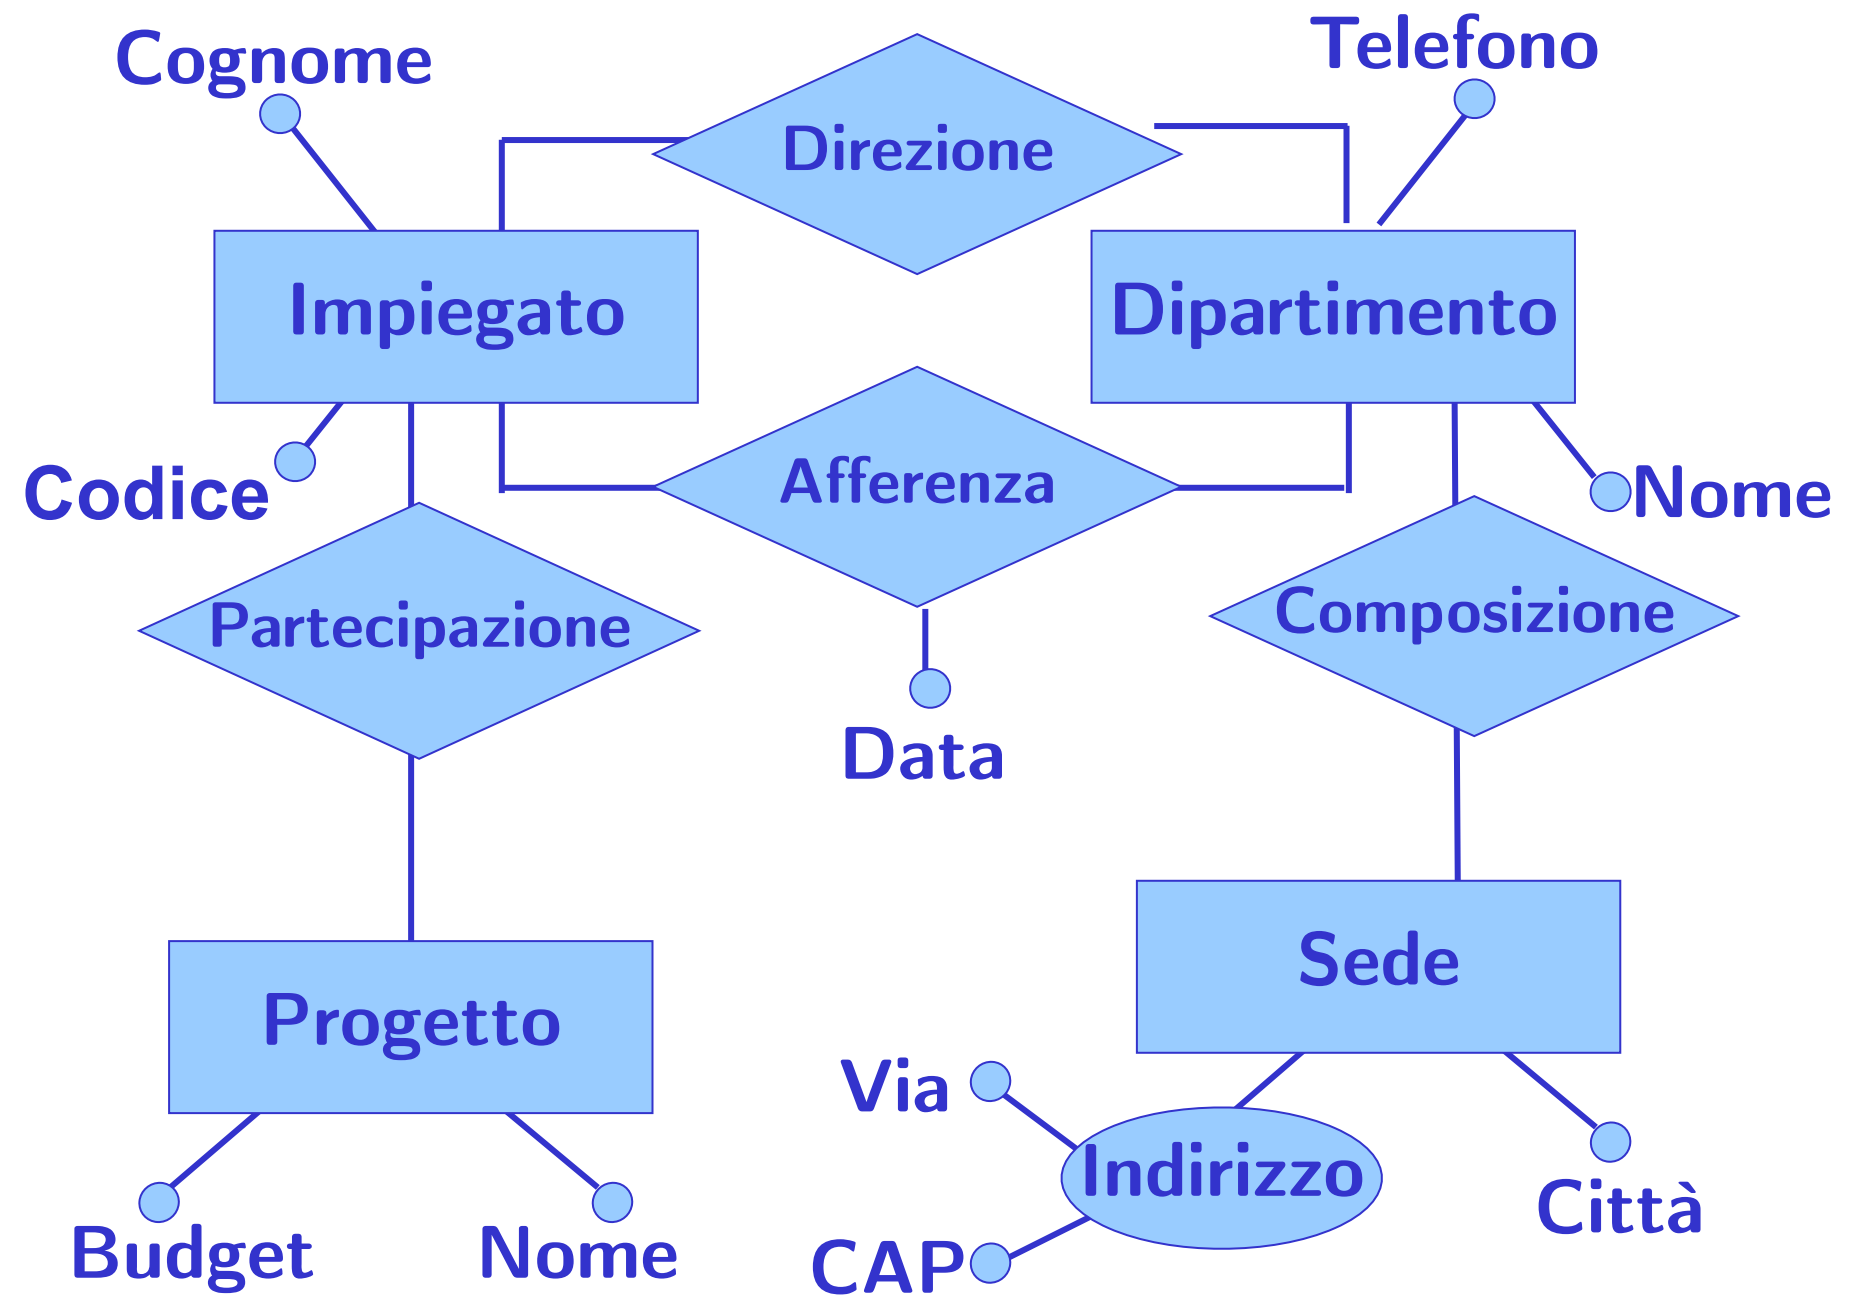 Cognome
Telefono
Direzione
Impiegato
Dipartimento
Codice
Afferenza
Nome
Partecipazione
Composizione
Data
Sede
Progetto
Via
Indirizzo
Città
Budget
Nome
CAP